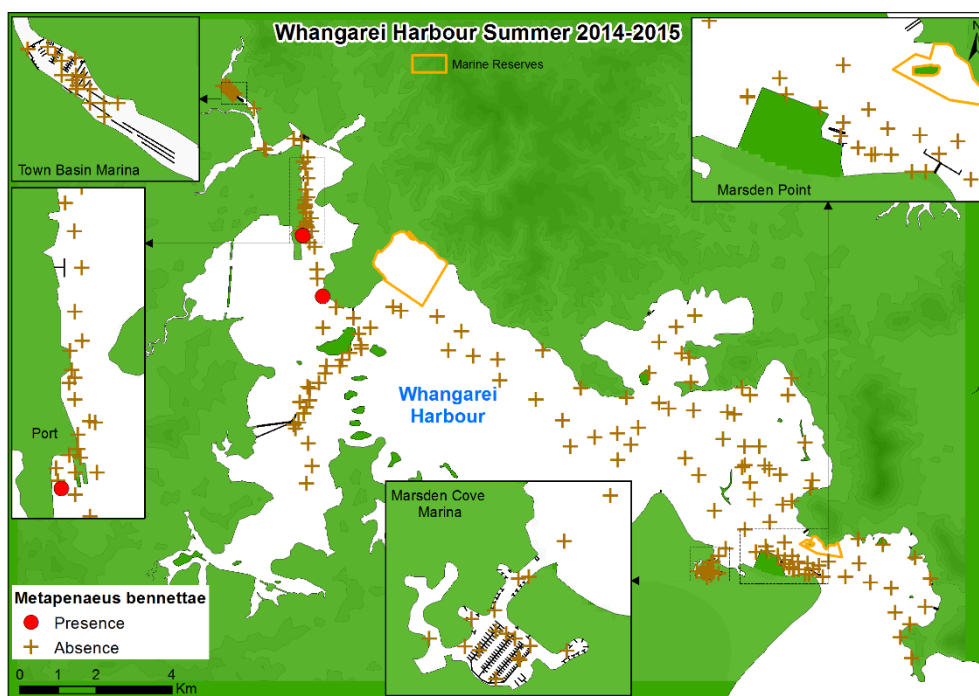 Whangarei Harbour Summer 2014-2015
Marine Reserves
N
Town Basin Marina
Marsden Point
Port
Whangarei
Harbour
Marsden Cove
Marina
Metapenaeus bennettae
Presence
Absence
0 1 2 4
Km